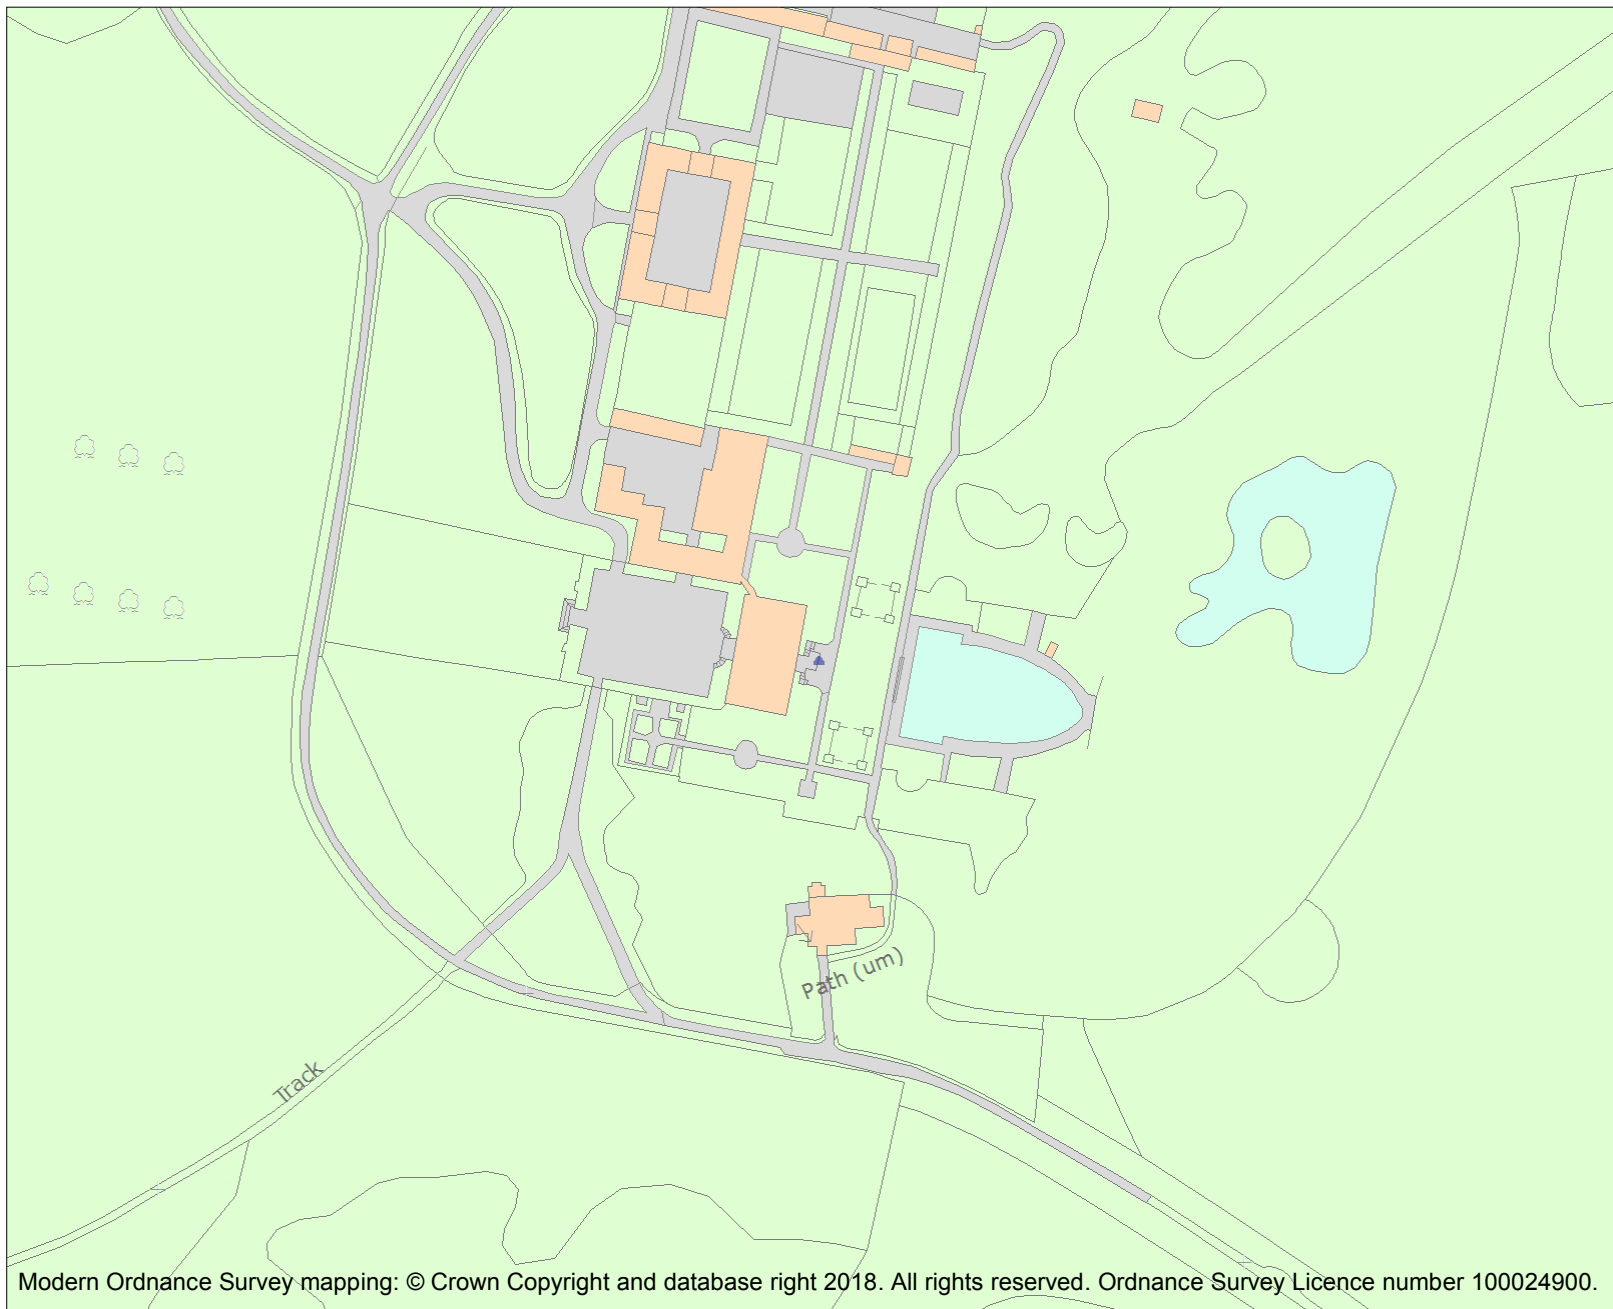 Path (um)
Track
Modern Ordnance Survey mapping: © Crown Copyright and database right 2018. All rights reserved. Ordnance Survey Licence number 100024900.